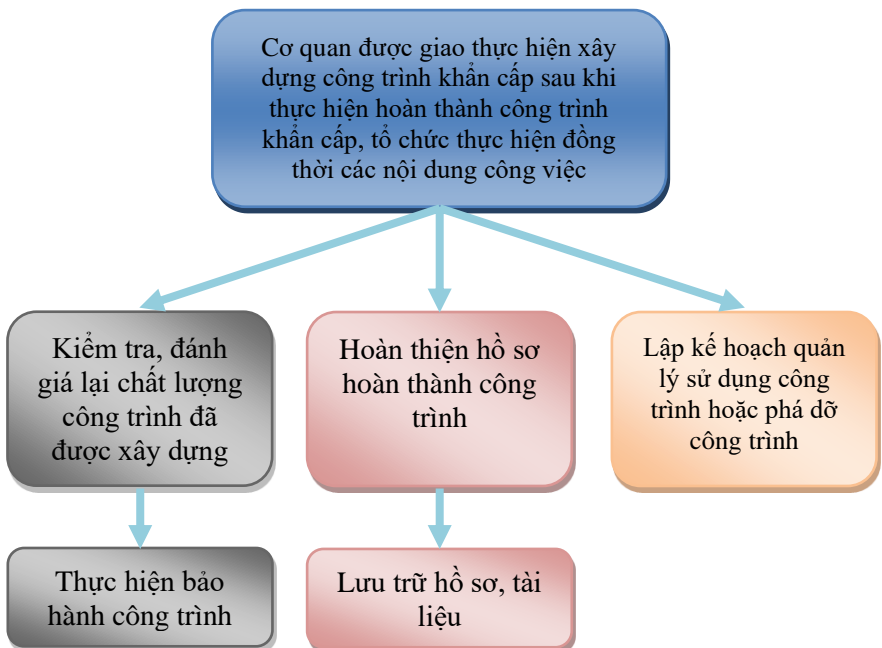 Cơ quan được giao thực hiện xây
dựng công trình khẩn cấp sau khi
thực hiện hoàn thành công trình
khẩn cấp, tổ chức thực hiện đồng
thời các nội dung công việc
Kiểm tra, đánh
giá lại chất lượng
công trình đã
được xây dựng
Hoàn thiện hồ sơ
hoàn thành công
trình
Lập kế hoạch quản
lý sử dụng công
trình hoặc phá dỡ
công trình
Thực hiện bảo
hành công trình
Lưu trữ hồ sơ, tài
liệu